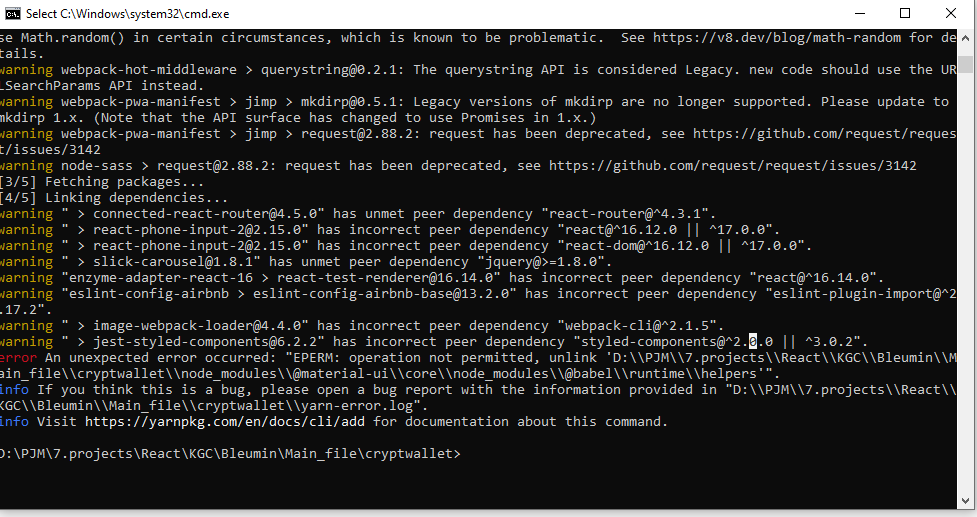 Select C:\Windows\system32\cmd.exe
se Math.random() in certain circumstances, which is known to be problematic.  See https://v8.dev/blog/math-random for de
tails.
warning webpack-hot-middleware > querystring@0.2.1: The querystring API is considered Legacy. new code should use the UR
LSearchParams API instead.
warning webpack-pwa-manifest > jimp > mkdirp@0.5.1: Legacy versions of mkdirp are no longer supported. Please update to
mkdirp 1.x. (Note that the API surface has changed to use Promises in 1.x.)
warning webpack-pwa-manifest > jimp > request@2.88.2: request has been deprecated, see https://github.com/request/reques
t/issues/3142
warning node-sass > request@2.88.2: request has been deprecated, see https://github.com/request/request/issues/3142
[3/5] Fetching packages...
[4/5] Linking dependencies...
warning " > connected-react-router@4.5.0" has unmet peer dependency "react-router@^4.3.1".
warning " > react-phone-input-2@2.15.0" has incorrect peer dependency "react@^16.12.0 || ^17.0.0".
warning " > react-phone-input-2@2.15.0" has incorrect peer dependency "react-dom@^16.12.0 || ^17.0.0".
warning " > slick-carousel@1.8.1" has unmet peer dependency "jquery@>=1.8.0".
warning "enzyme-adapter-react-16 > react-test-renderer@16.14.0" has incorrect peer dependency "react@^16.14.0".
warning "eslint-config-airbnb > eslint-config-airbnb-base@13.2.0" has incorrect peer dependency "eslint-plugin-import@^2
.17.2".
warning " > image-webpack-loader@4.4.0" has incorrect peer dependency "webpack-cli@^2.1.5".
warning " > jest-styled-components@6.2.2" has incorrect peer dependency "styled-components@^2.0.0 || ^3.0.2".
error An unexpected error occurred: "EPERM: operation not permitted, unlink 'D:\\PJM\\7.projects\\React\\KGC\\Bleumin\\M
ain_file\\cryptwallet\\node_modules\\@material-ui\\core\\node_modules\\@babel\\runtime\\helpers'".
info If you think this is a bug, please open a bug report with the information provided in "D:\\PJM\\7.projects\\React\\
KGC\\Bleumin\\Main_file\\cryptwallet\\yarn-error.log".
info Visit https://yarnpkg.com/en/docs/cli/add for documentation about this command.
D:\PJM\7.projects\React\KGC\Bleumin\Main_file\cryptwallet>